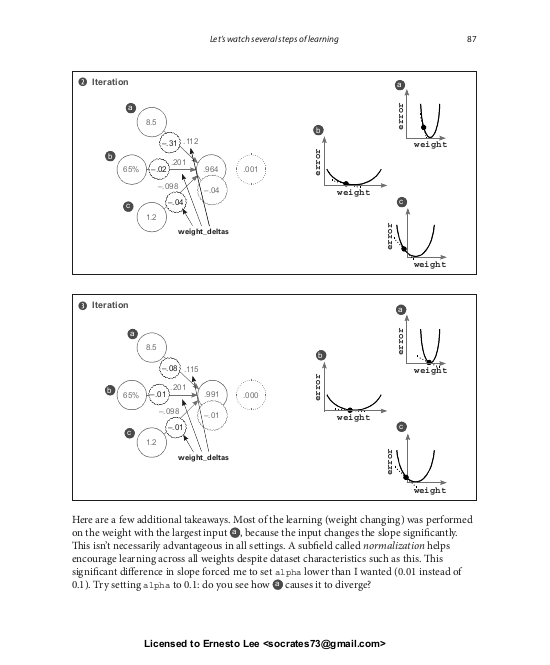 Let's watch several steps of learning 87
2 Iteration
a
8.5
–.31
.112
b
65%
–.02
.201
.964
.001
–.098
–.04
c
1.2
–.04
weight_deltas
a
error
weight
b
error
weight
c
error
weight
3 Iteration
a
8.5
–.08
.115
b
65%
–.01
.201
.991
.000
–.098
–.01
c
1.2
–.01
weight_deltas
a
error
weight
b
error
weight
c
error
weight
Here are a few additional takeaways. Most of the learning (weight changing) was performed
on the weight with the largest input a, because the input changes the slope significantly.
This isn't necessarily advantageous in all settings. A subfield called normalization helps
encourage learning across all weights despite dataset characteristics such as this. This
significant difference in slope forced me to set alpha lower than I wanted (0.01 instead of
0.1). Try setting alpha to 0.1: do you see how a causes it to diverge?
Licensed to Ernesto Lee <socrates73@gmail.com>